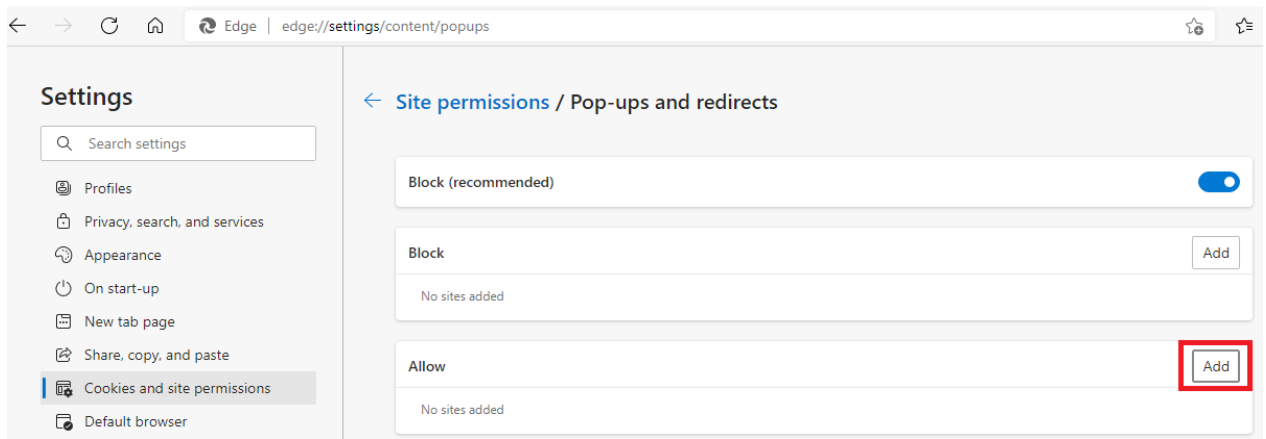 Edge | edge://settings/content/popups
Settings
Search settings
Profiles
Privacy, search, and services
Appearance
On start-up
New tab page
Share, copy, and paste
Cookies and site permissions
Default browser
Site permissions / Pop-ups and redirects
Block (recommended)
Block Add
No sites added
Allow Add
No sites added